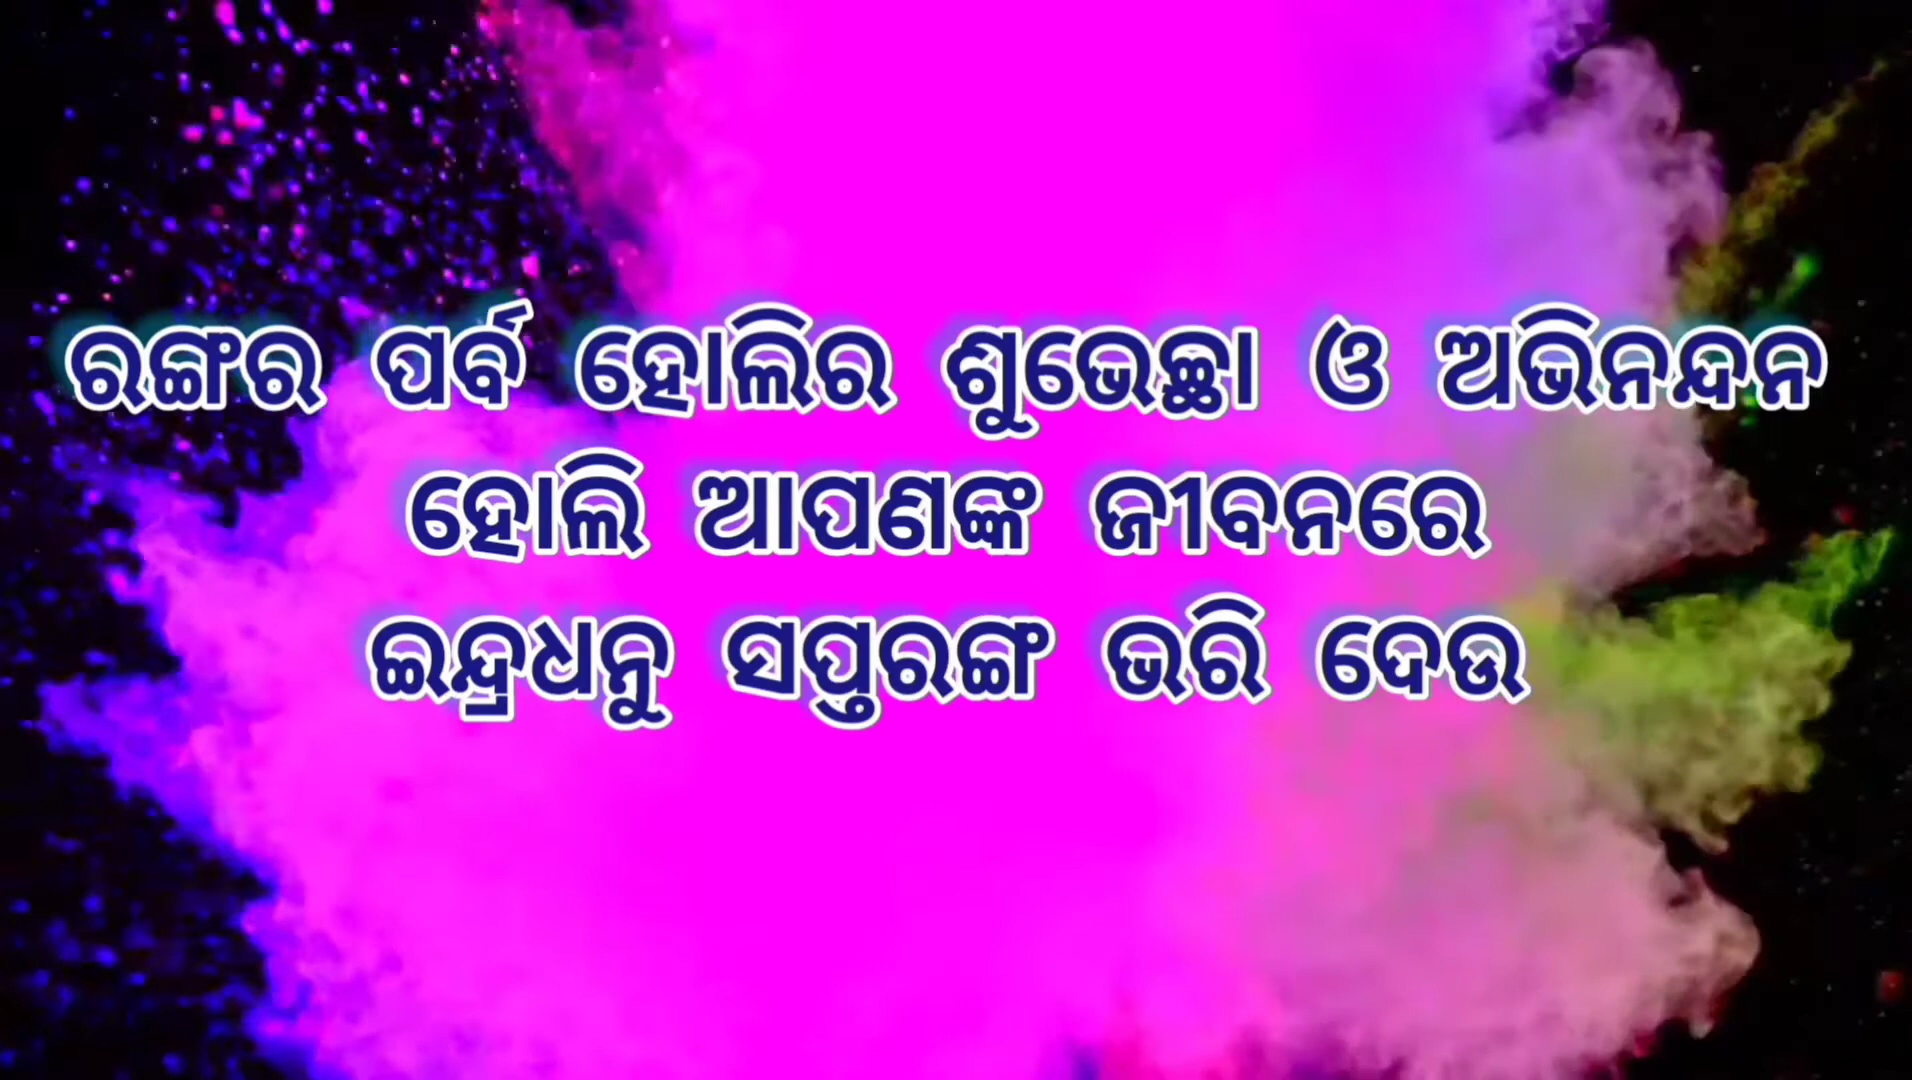 ରଙ୍ଗର ପର୍ବ ହୋଲିର ଶୁଭେଚ୍ଛା ଓ ଅଭିନନ୍ଦନ
ହୋଲି ଆପଣଙ୍କ ଜୀବନରେ
ଇନ୍ଦ୍ରଧନୁ ସପ୍ତରଙ୍ଗ ଭରି ଦେଉ